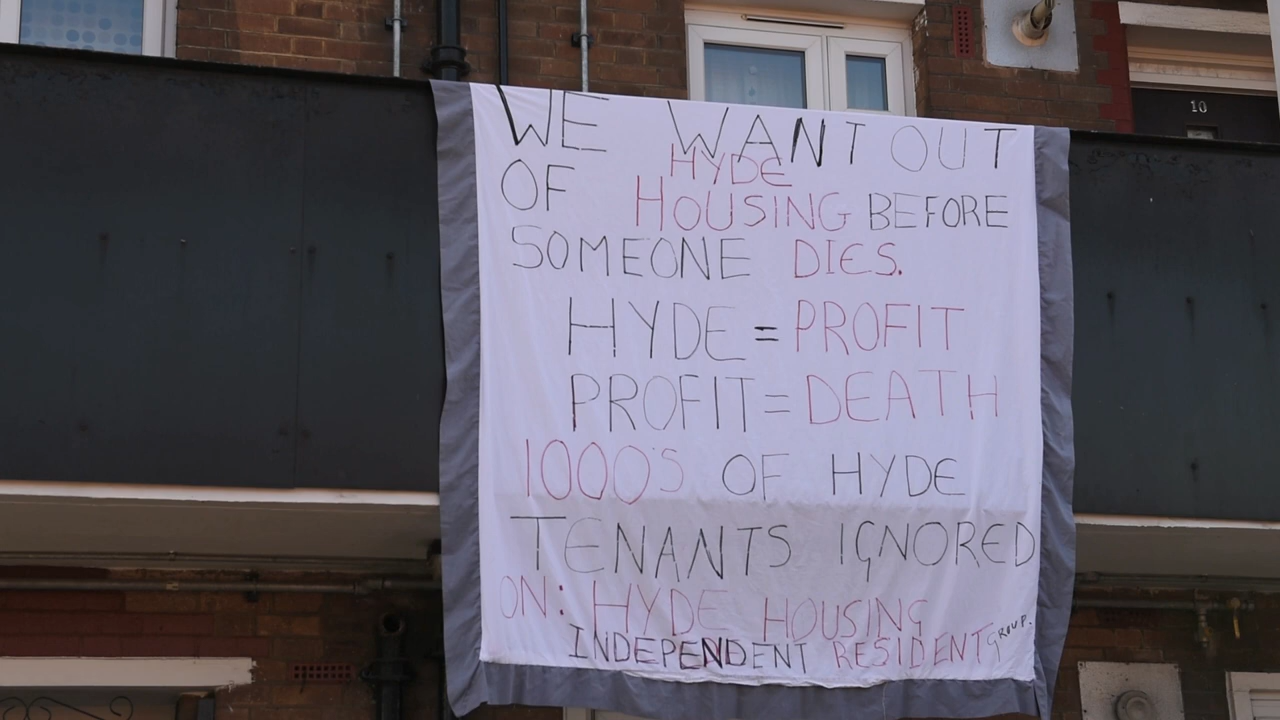 10
WE WANT OUT
OF HYDE
HOUSING BEFORE
SOMEONE DIES.
HYDE = PROFIT
PROFIT = DEATH
1000'S OF HYDE
TENANTS IGNORED
ON: HYDE HOUSING
INDEPENDENT RESIDENT GROUP.